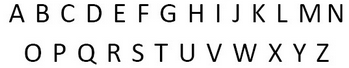 A B C D E F G H I J K L M N
O P Q R S T U V W X Y Z